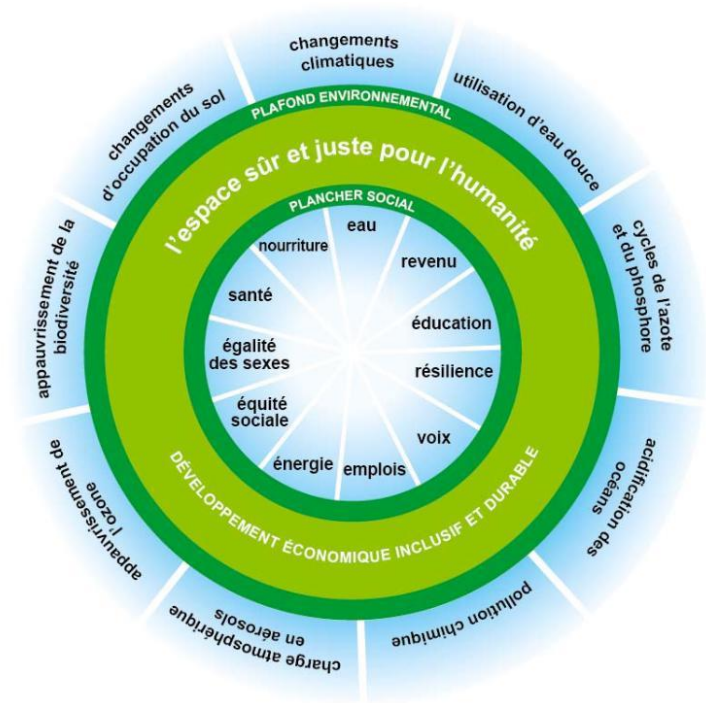 changements
climatiques
utilisation d'eau douce
cycles de l'azote
et du phosphore
acidification des
océans
pollution chimique
charge atmosphérique
en aérosols
appauvrissement de
l'ozone
appauvrissement de la
biodiversité
changements
d'occupation du sol
PLAFOND ENVIRONNEMENTAL
l'espace sûr et juste pour l'humanité
PLANCHER SOCIAL
eau
revenu
éducation
résilience
voix
emplois
énergie
équité
sociale
égalité
des sexes
santé
nourriture
DÉVELOPPEMENT ÉCONOMIQUE INCLUSIF ET DURABLE